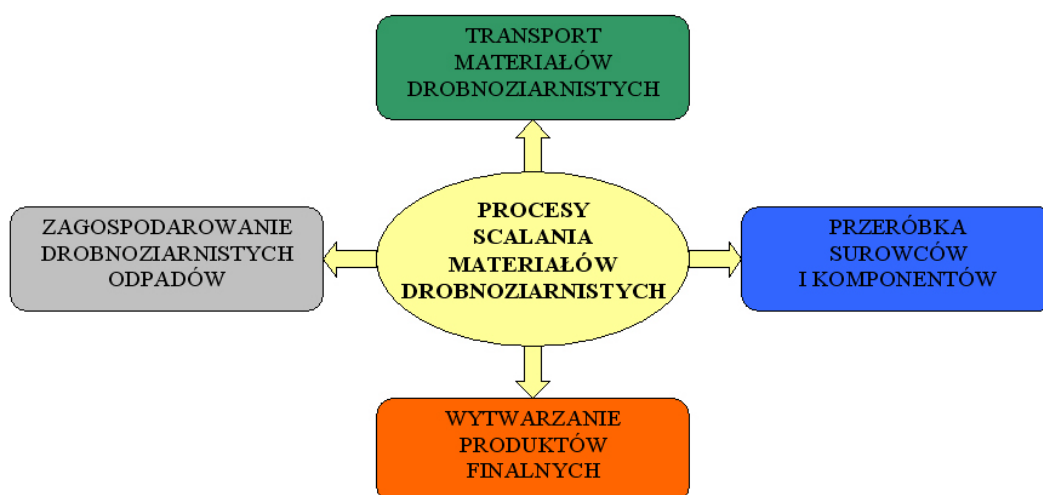 TRANSPORT
MATERIAŁÓW
DROBNOZIARNISTYCH
ZAGOSPODAROWANIE
DROBNOZIARNISTYCH
ODPADÓW
PROCESY
SCALANIA
MATERIAŁÓW
DROBNOZIARNISTYCH
PRZERÓBKA
SUROWCÓW
I KOMPONENTÓW
WYTWARZANIE
PRODUKTÓW
FINALNYCH